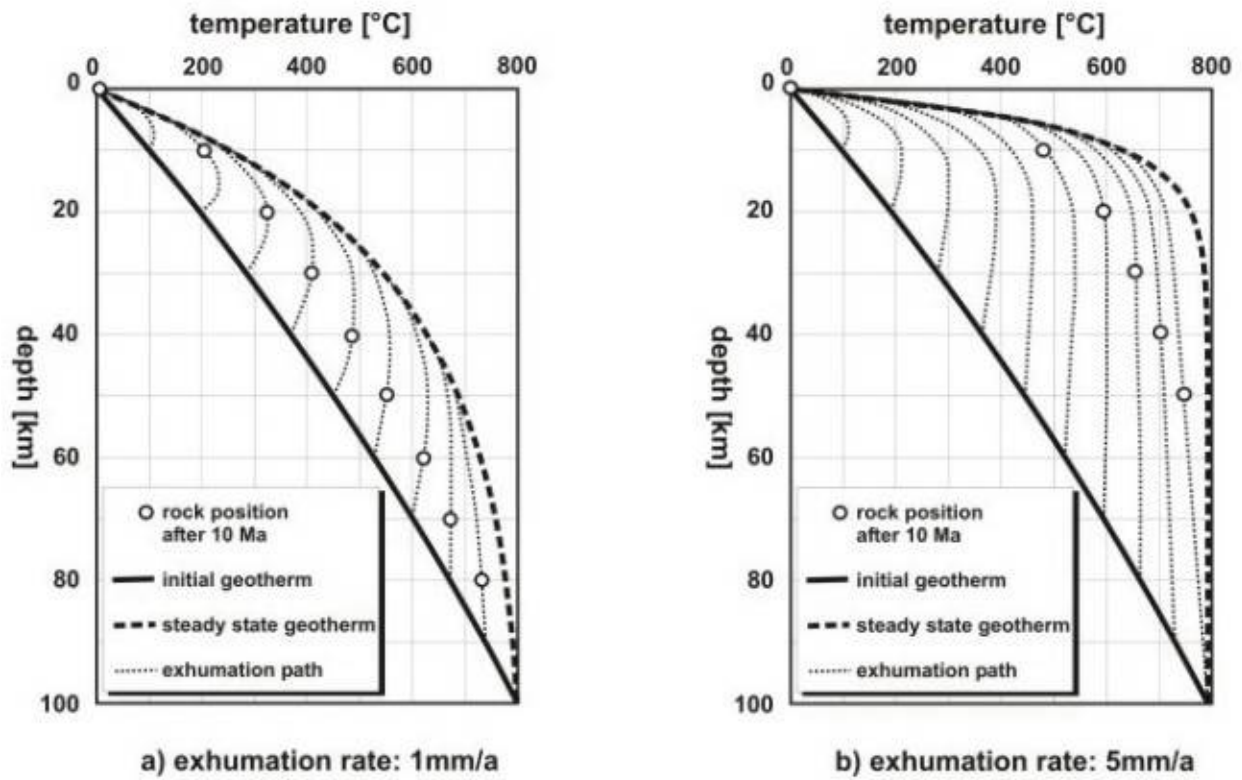 temperature [°C]
0 200 400 600 800
0
20
40
60
80
100
depth [km]
rock position
after 10 Ma
initial geotherm
steady state geotherm
exhumation path
a) exhumation rate: 1mm/a
temperature [°C]
0 200 400 600 800
0
20
40
60
80
100
depth [km]
rock position
after 10 Ma
initial geotherm
steady state geotherm
exhumation path
b) exhumation rate: 5mm/a